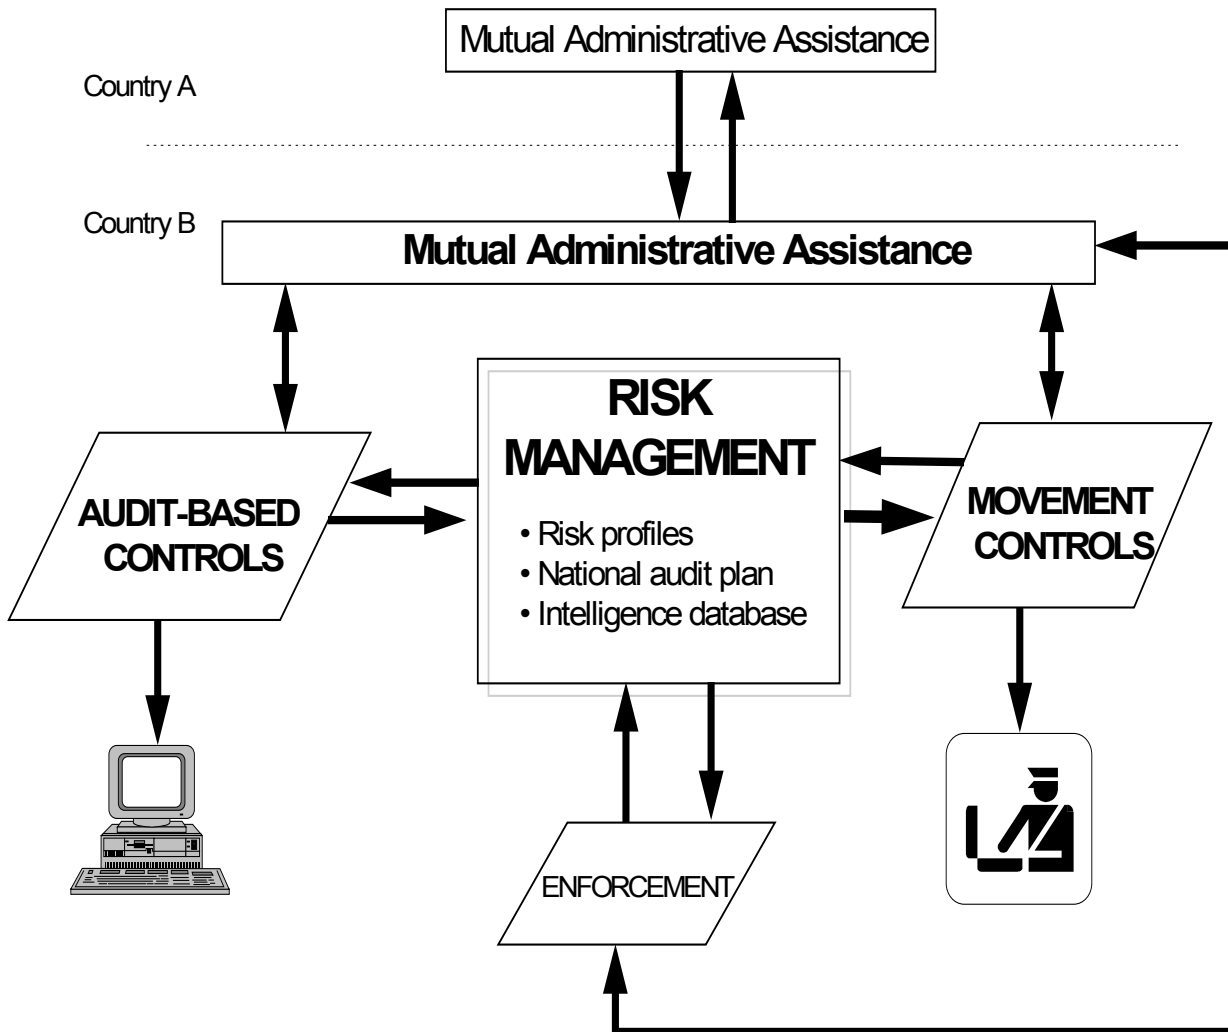 Mutual Administrative Assistance
Country A
Country B
Mutual Administrative Assistance
RISK
MANAGEMENT
• Risk profiles
• National audit plan
• Intelligence database
AUDIT-BASED
CONTROLS
MOVEMENT
CONTROLS
ENFORCEMENT